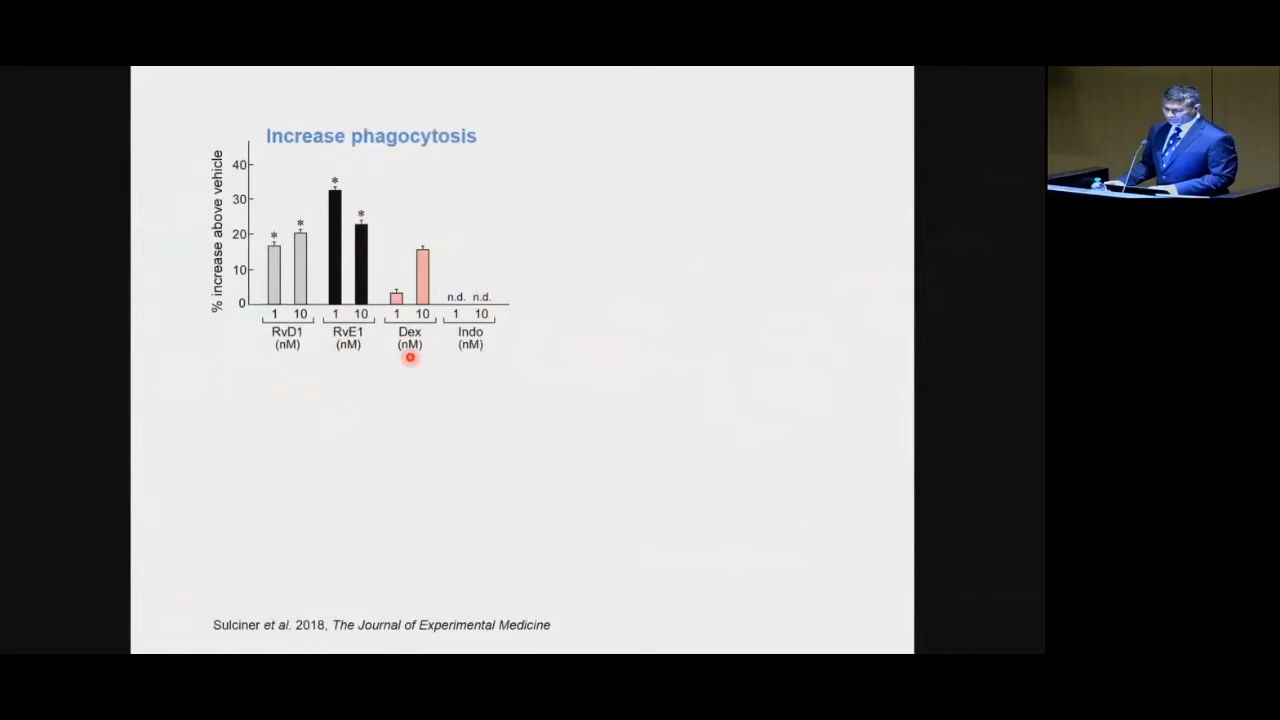 Increase phagocytosis
% increase above vehicle
40
30
20
10
0
* * * *
n.d. n.d.
1 10 1 10 1 10 1 10
RvD1 RvE1 Dex Indo
(nM) (nM) (nM) (nM)
Sulciner et al. 2018, The Journal of Experimental Medicine